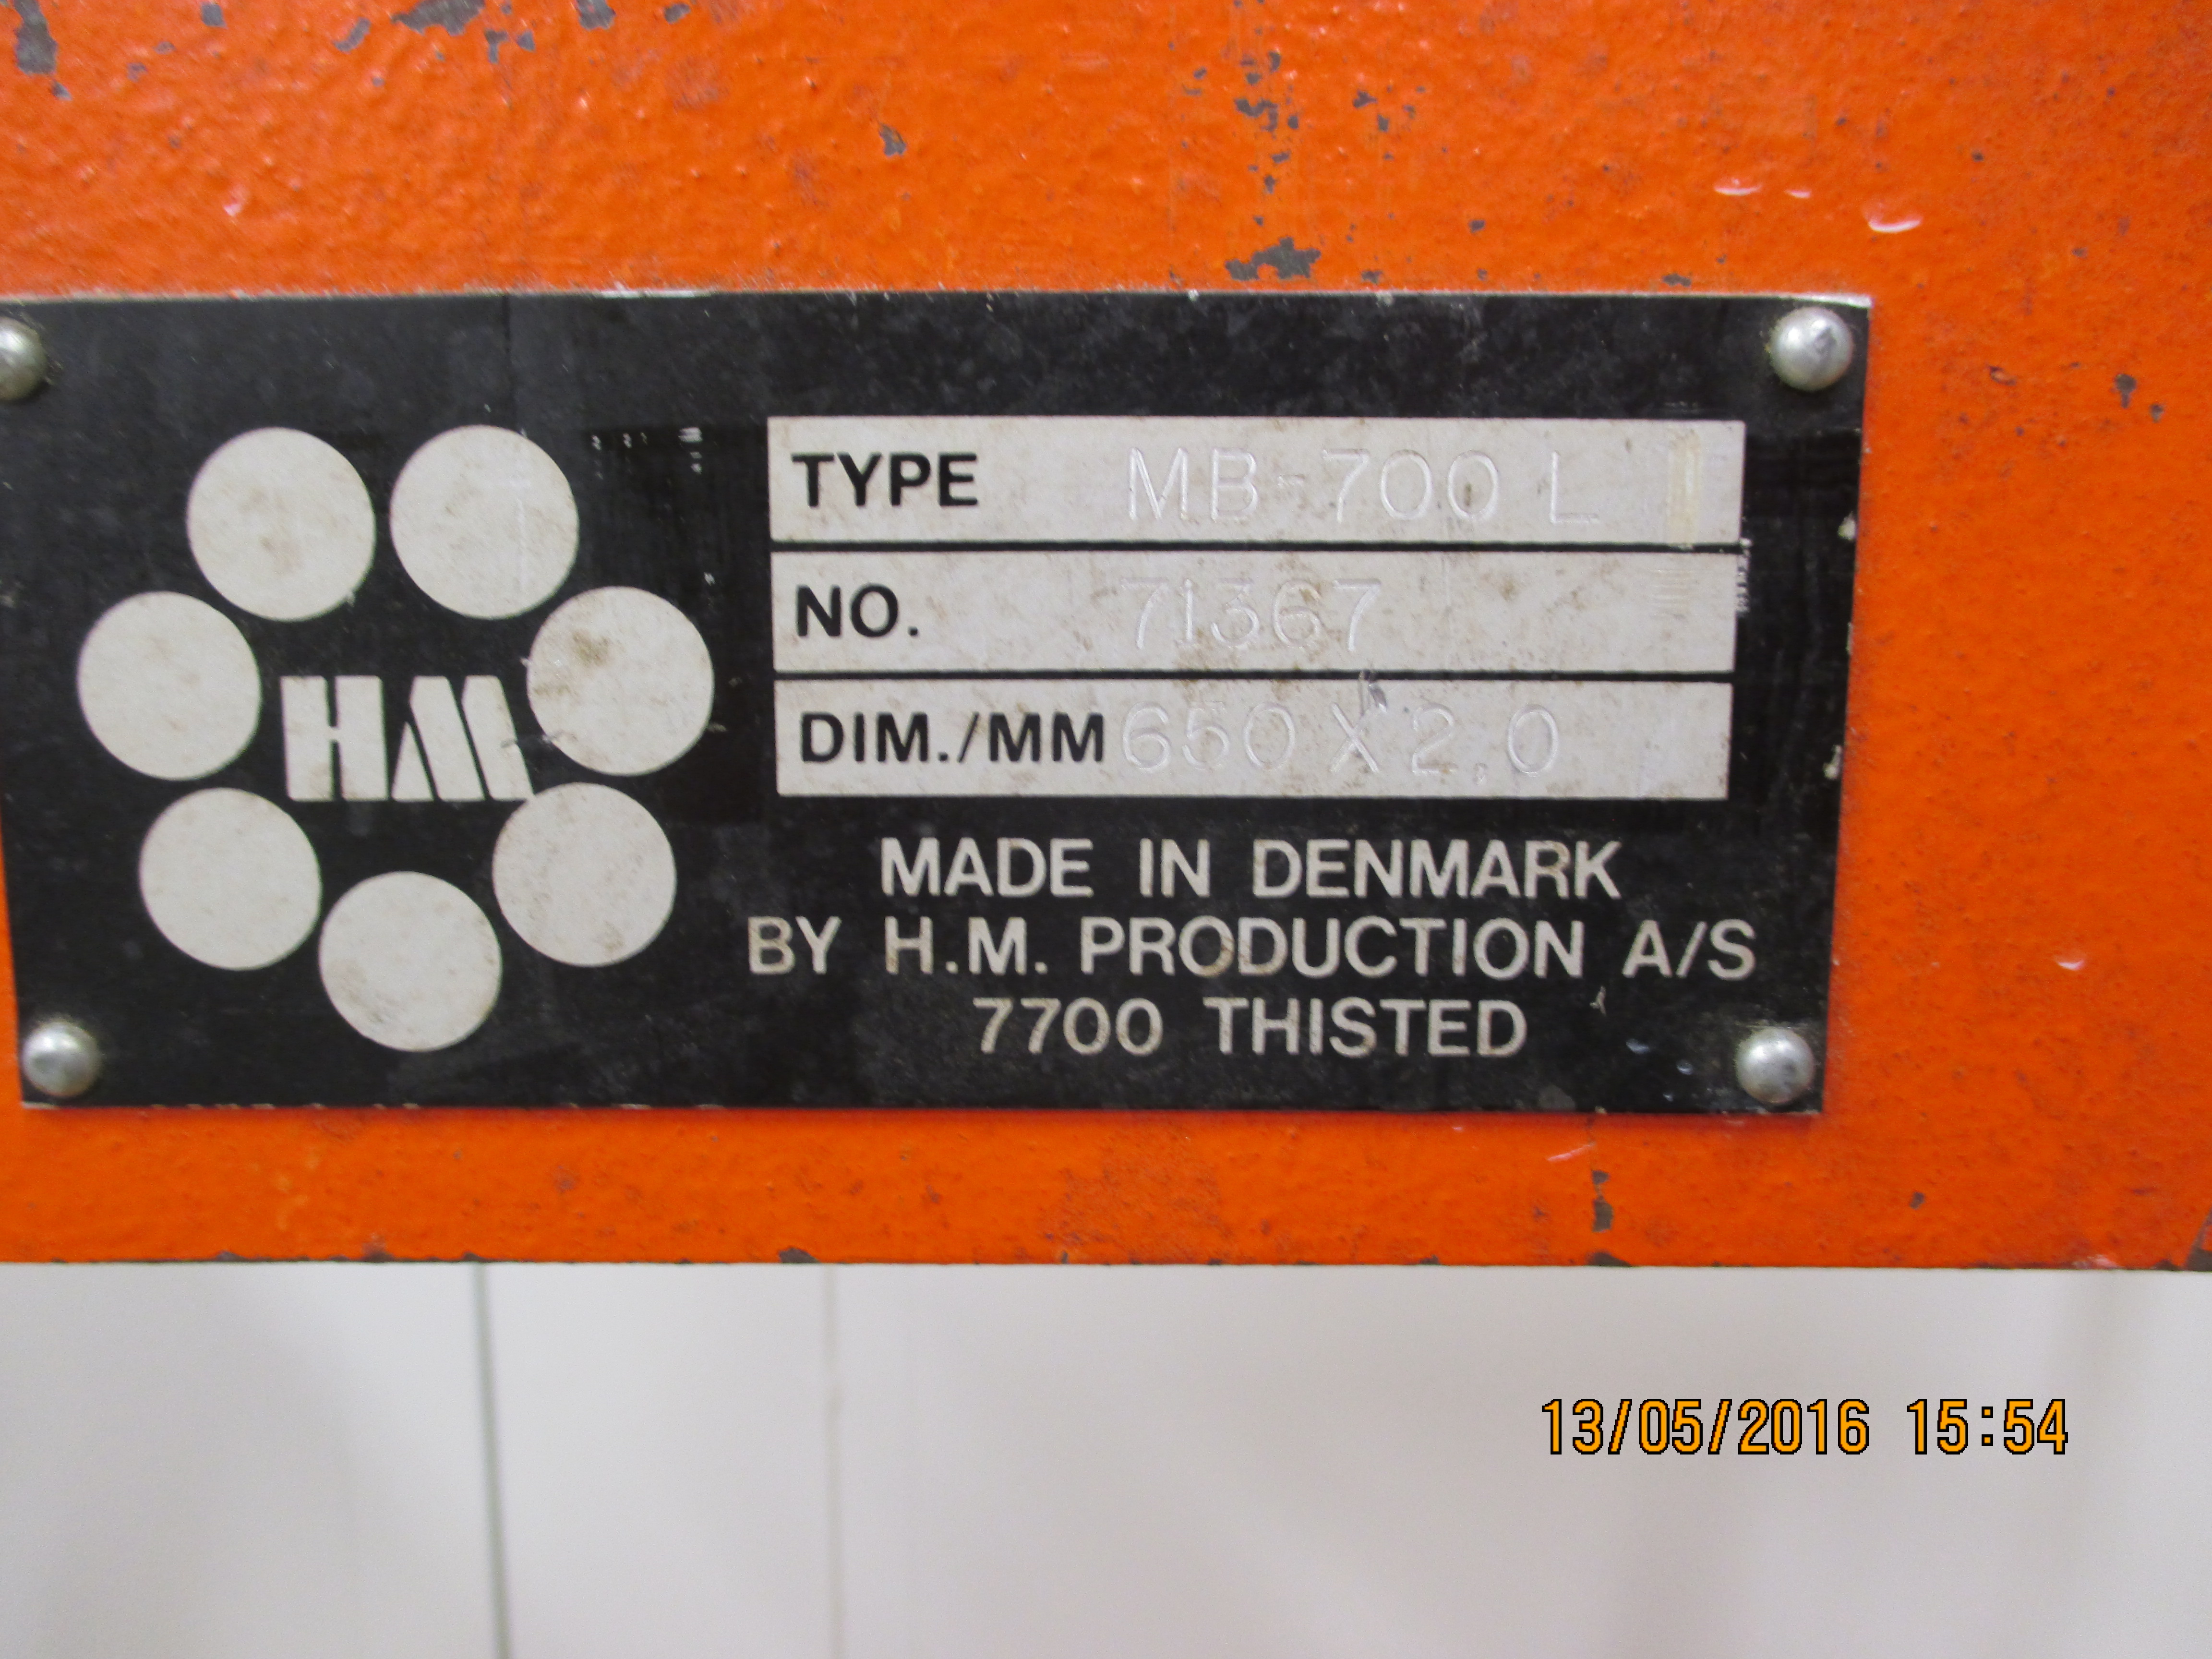 HM
TYPE MB-700 L
NO. 71367
DIM./MM 650 X 2,0
MADE IN DENMARK
BY H.M. PRODUCTION A/S
7700 THISTED
13/05/2016 15:54